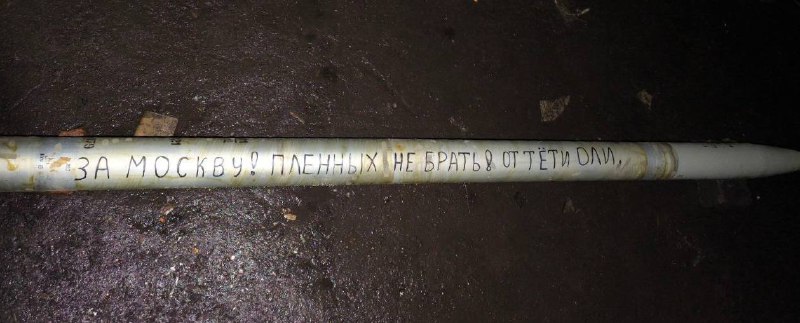 ЗА МОСКВУ! ПЛЕННЫХ НЕ БРАТЬ! ОТ ТЁТИ ОЛИ.